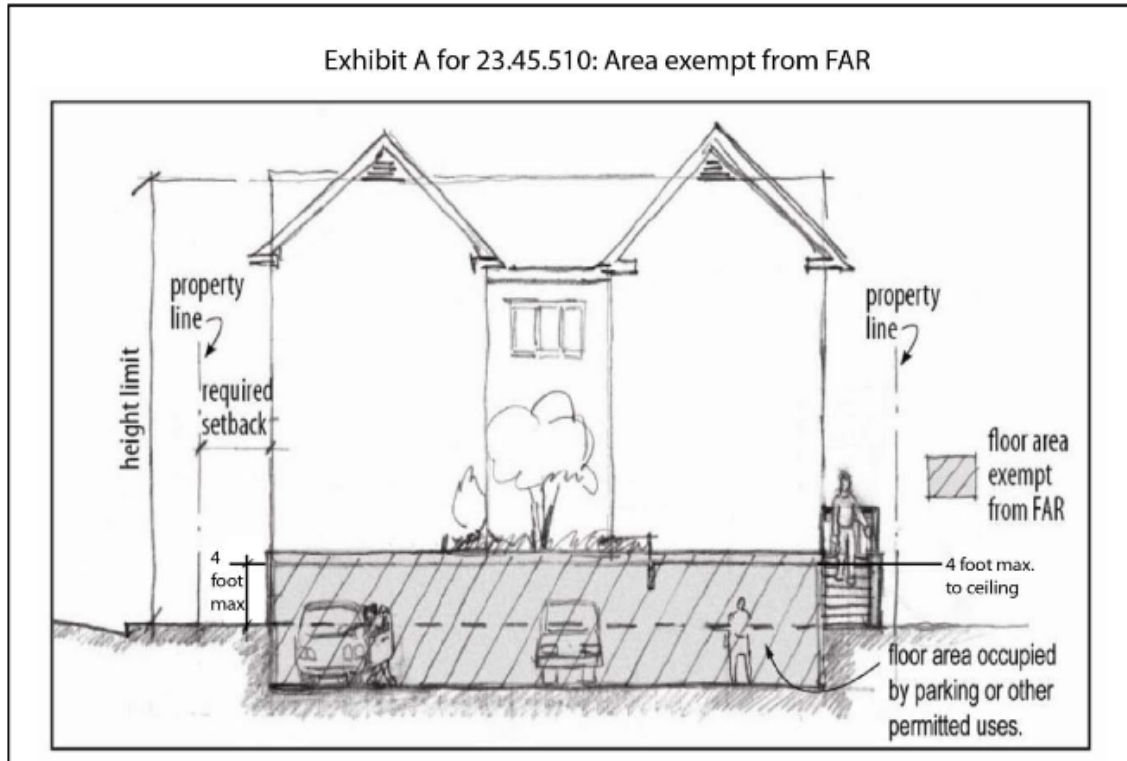 Exhibit A for 23.45.510: Area exempt from FAR
property
line
height limit
required
setback
property
line
floor area
exempt
from FAR
4
foot
max
4 foot max.
to ceiling
floor area occupied
by parking or other
permitted uses.